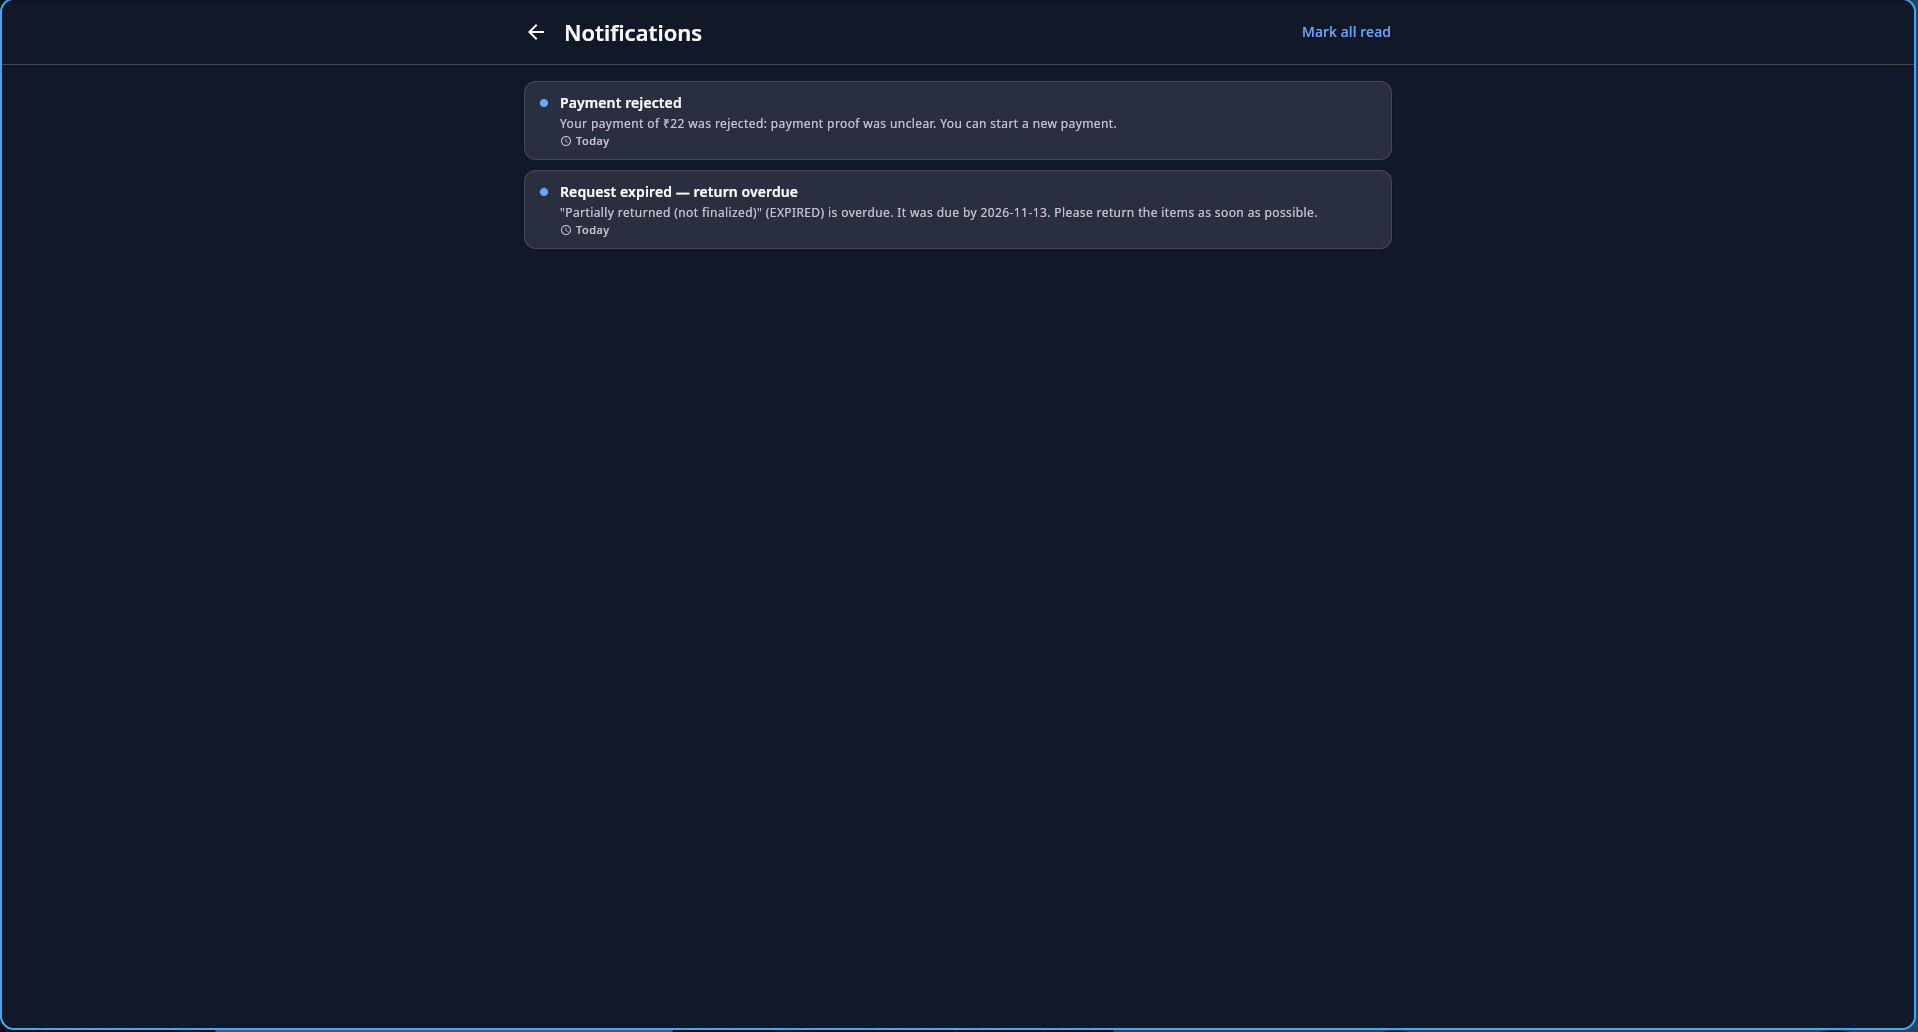 Notifications
Mark all read
Payment rejected
Your payment of ₹22 was rejected: payment proof was unclear. You can start a new payment.
Today
Request expired — return overdue
"Partially returned (not finalized)" (EXPIRED) is overdue. It was due by 2026-11-13. Please return the items as soon as possible.
Today